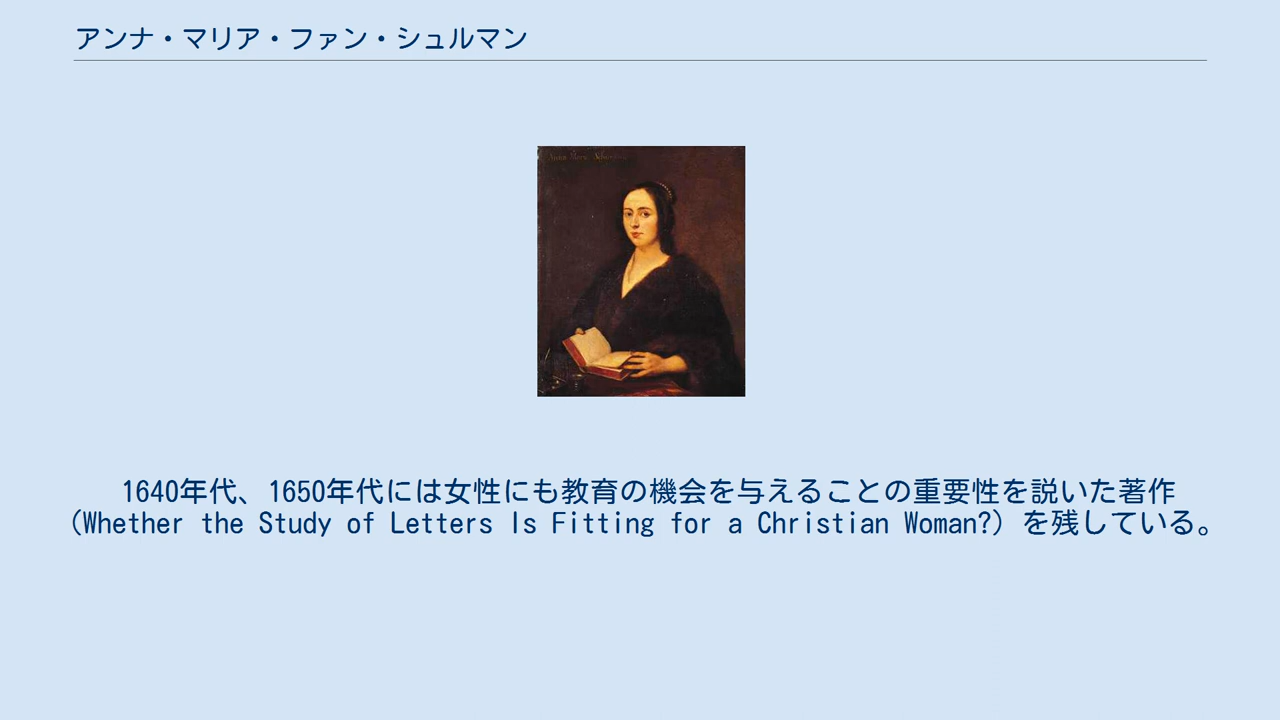 アンナ・マリア・ファン・シュルマン
1640年代、1650年代には女性にも教育の機会を与えることの重要性を説いた著作
(Whether the Study of Letters Is Fitting for a Christian Woman?) を残している。